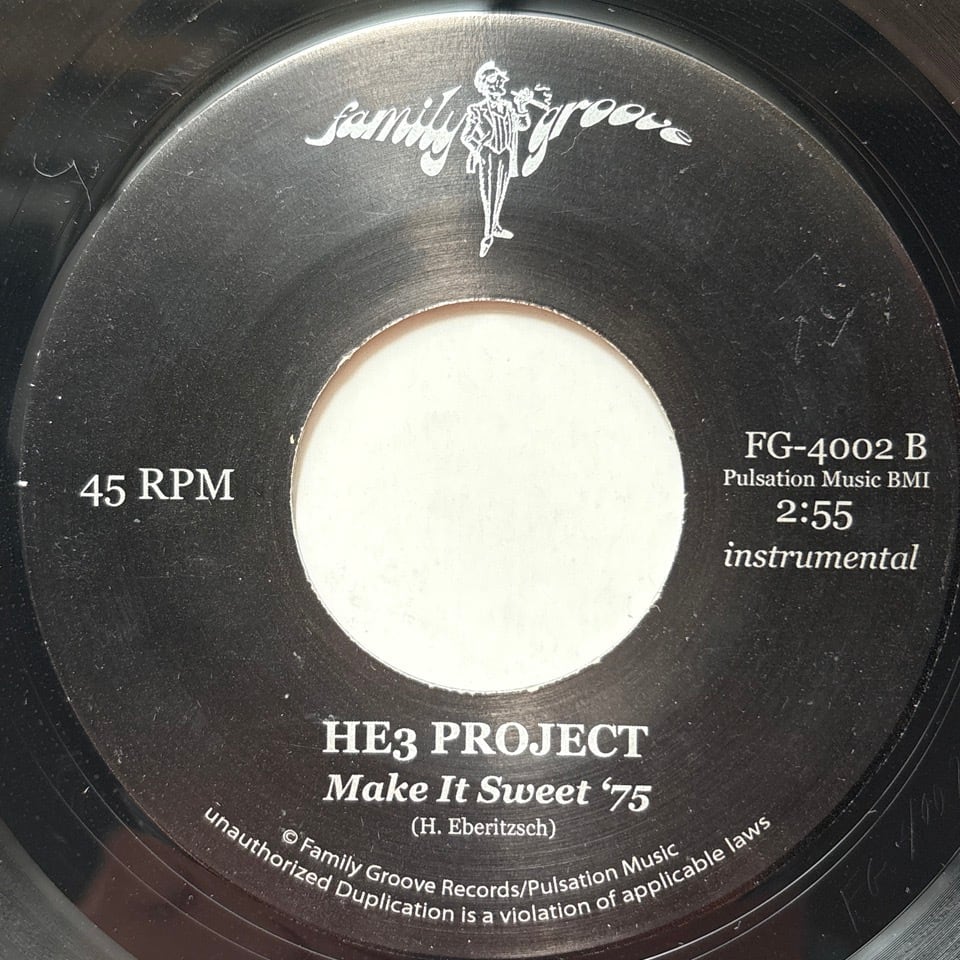 family groove
45 RPM
FG-4002 B
Pulsation Music BMI
2:55
instrumental
HE3 PROJECT
Make It Sweet ‘75
(H. Eberitzsch)
© Family Groove Records/Pulsation Music
unauthorized Duplication is a violation of applicable laws